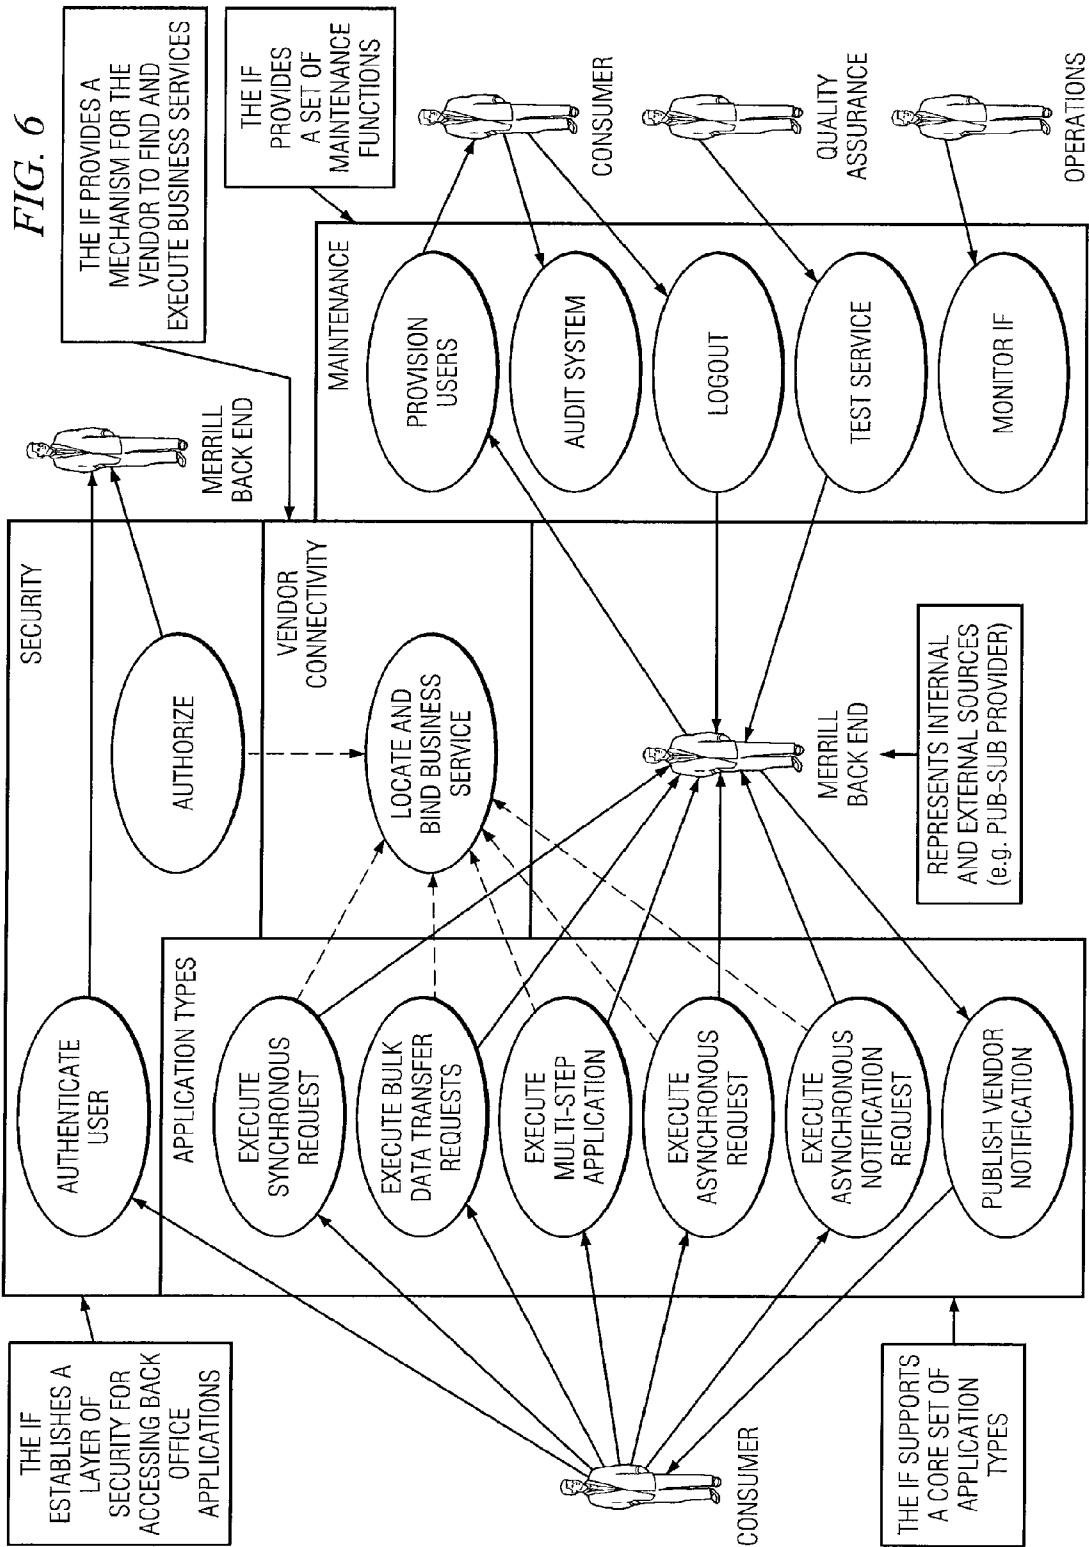 FIG. 6
THE IF
ESTABLISHES A
LAYER OF
SECURITY FOR
ACCESSING BACK
OFFICE
APPLICATIONS
SECURITY
AUTHENTICATE
USER
AUTHORIZE
MERRILL
BACK END
THE IF PROVIDES A
MECHANISM FOR THE
VENDOR TO FIND AND
EXECUTE BUSINESS SERVICES
APPLICATION TYPES
EXECUTE
SYNCHRONOUS
REQUEST
EXECUTE BULK
DATA TRANSFER
REQUESTS
EXECUTE
MULTI-STEP
APPLICATION
EXECUTE
ASYNCHRONOUS
REQUEST
EXECUTE
ASYNCHRONOUS
NOTIFICATION
REQUEST
PUBLISH VENDOR
NOTIFICATION
VENDOR
CONNECTIVITY
LOCATE AND
BIND BUSINESS
SERVICE
MERRILL
BACK END
REPRESENTS INTERNAL
AND EXTERNAL SOURCES
(e.g. PUB-SUB PROVIDER)
THE IF
PROVIDES
A SET OF
MAINTENANCE
FUNCTIONS
MAINTENANCE
PROVISION
USERS
AUDIT SYSTEM
LOGOUT
TEST SERVICE
MONITOR IF
CONSUMER
QUALITY
ASSURANCE
OPERATIONS
CONSUMER
THE IF SUPPORTS
A CORE SET OF
APPLICATION
TYPES